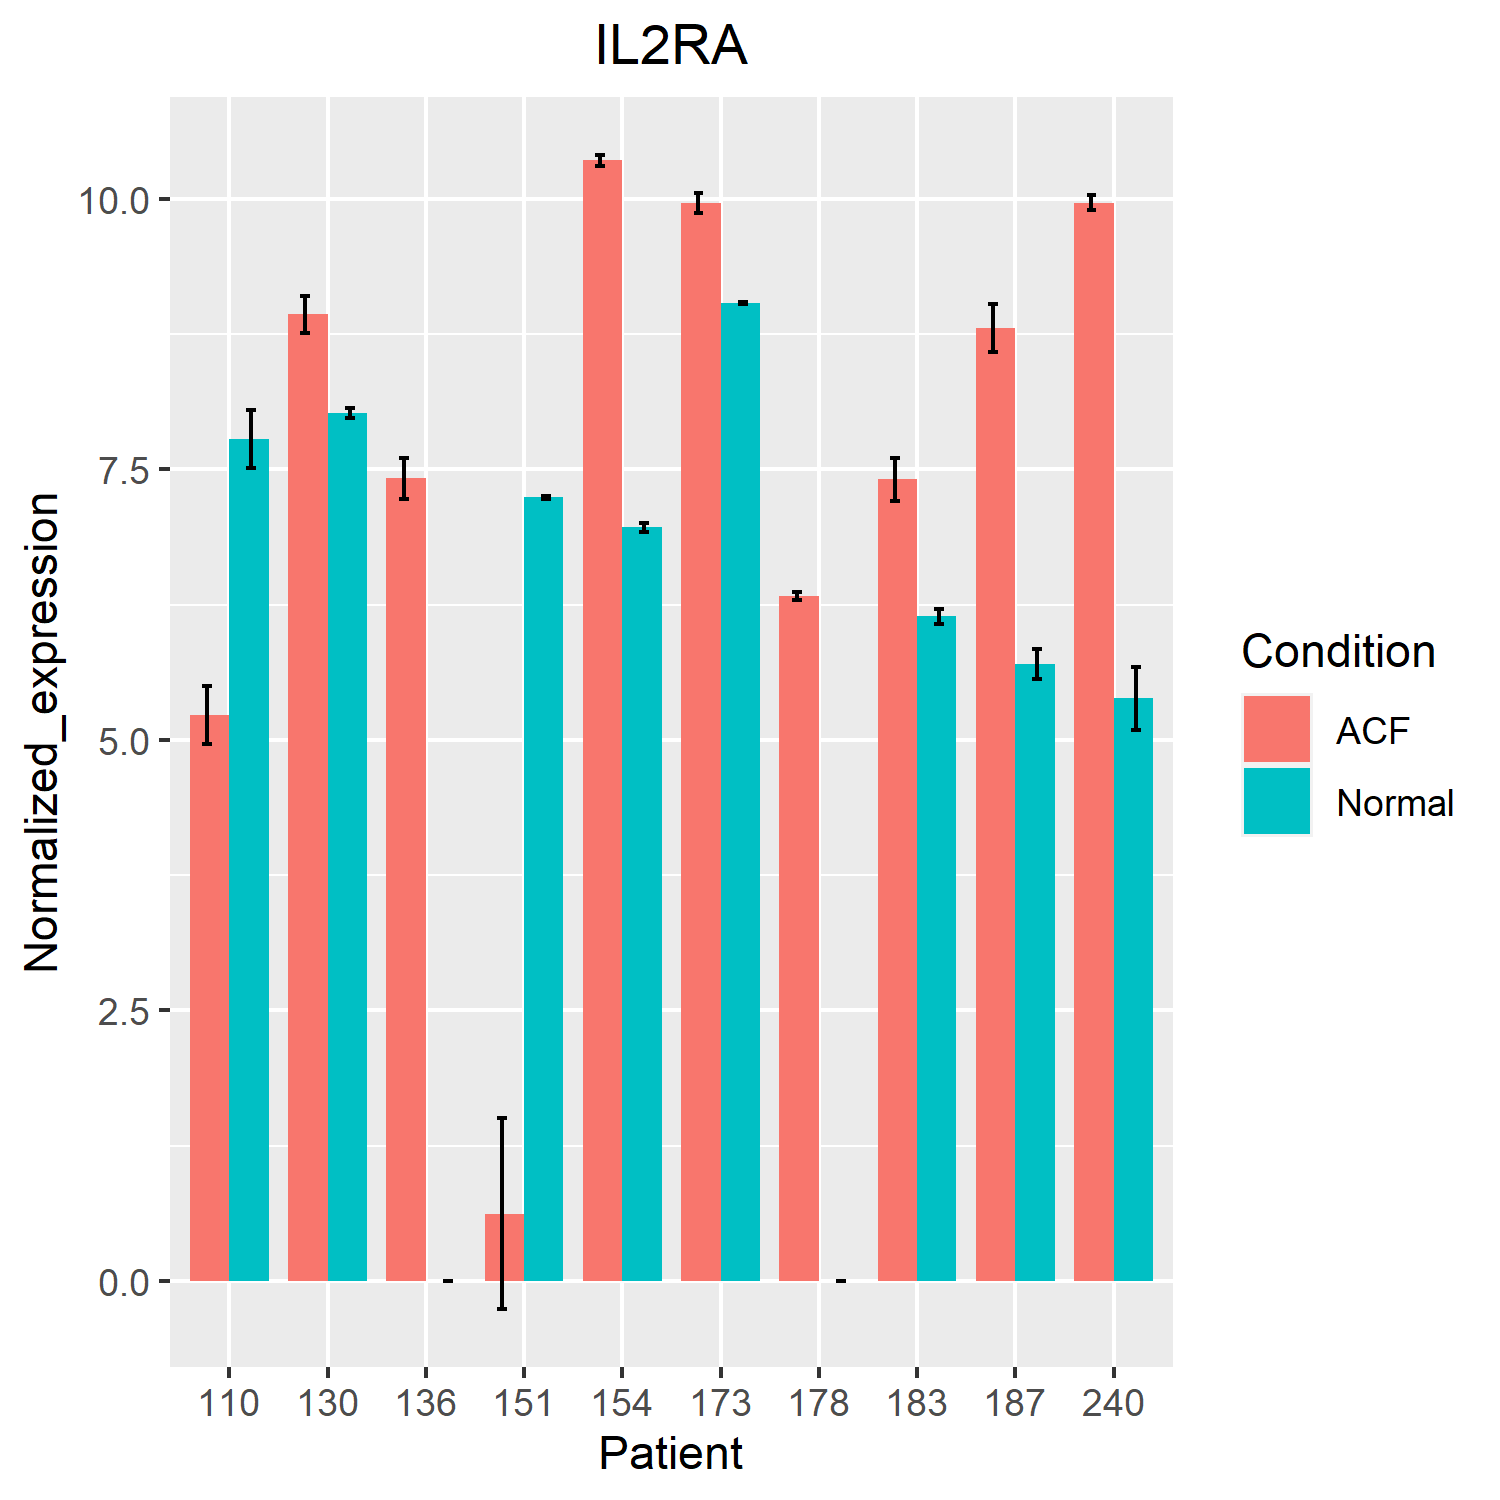 IL2RA
Normalized_expression
10.0
7.5
5.0
2.5
0.0
110 130 136 151 154 173 178 183 187 240
Patient
Condition
ACF
Normal